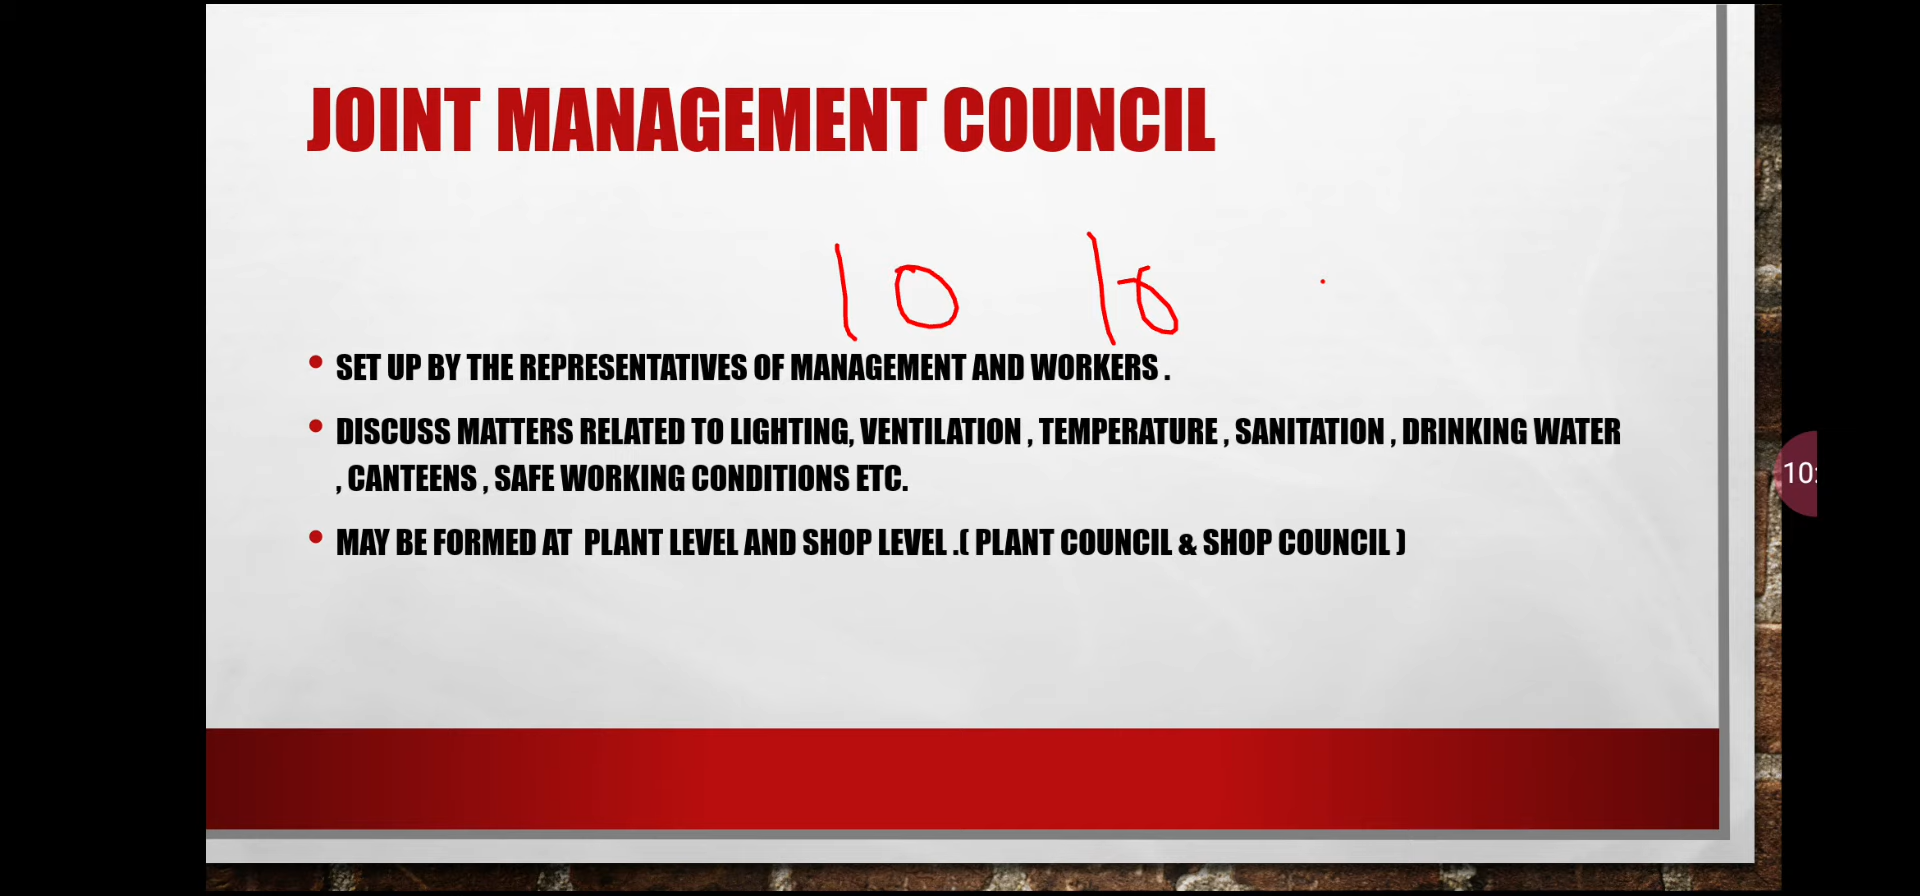 JOINT MANAGEMENT COUNCIL
10 10
• SET UP BY THE REPRESENTATIVES OF MANAGEMENT AND WORKERS .
• DISCUSS MATTERS RELATED TO LIGHTING, VENTILATION , TEMPERATURE , SANITATION , DRINKING WATER
, CANTEENS , SAFE WORKING CONDITIONS ETC.
10:
• MAY BE FORMED AT PLANT LEVEL AND SHOP LEVEL .( PLANT COUNCIL & SHOP COUNCIL )